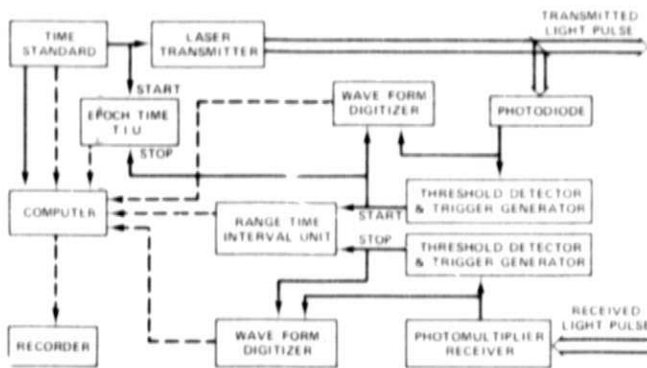 TRANSMITTED
LIGHT PULSE
TIME
STANDARD
LASER
TRANSMITTER
START
EPOCH TIME
T I U
STOP
WAVE FORM
DIGITIZER
PHOTODIODE
COMPUTER
RANGE TIME
INTERVAL UNIT
START
STOP
THRESHOLD DETECTOR
& TRIGGER GENERATOR
THRESHOLD DETECTOR
& TRIGGER GENERATOR
RECORDER
WAVE FORM
DIGITIZER
PHOTOMULTIPLIER
RECEIVER
RECEIVED
LIGHT PULSE